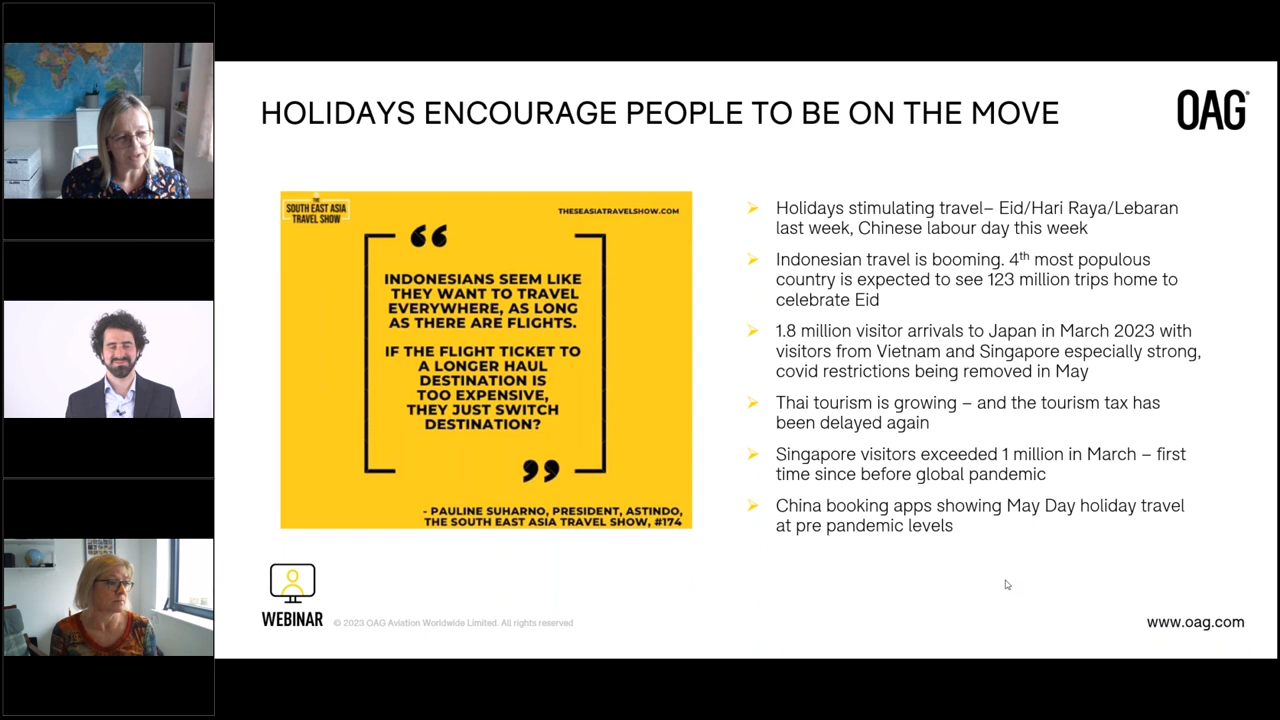 HOLIDAYS ENCOURAGE PEOPLE TO BE ON THE MOVE
OAG
THE
SOUTH EAST ASIA
TRAVEL SHOW
THESEASIATRAVELSHOW.COM
“
INDONESIANS SEEM LIKE
THEY WANT TO TRAVEL
EVERYWHERE, AS LONG
AS THERE ARE FLIGHTS.
IF THE FLIGHT TICKET TO
A LONGER HAUL
DESTINATION IS
TOO EXPENSIVE,
THEY JUST SWITCH
DESTINATION?
”
- PAULINE SUHARNO, PRESIDENT, ASTINDO,
THE SOUTH EAST ASIA TRAVEL SHOW, #174
Holidays stimulating travel– Eid/Hari Raya/Lebaran
last week, Chinese labour day this week
Indonesian travel is booming. 4th most populous
country is expected to see 123 million trips home to
celebrate Eid
1.8 million visitor arrivals to Japan in March 2023 with
visitors from Vietnam and Singapore especially strong,
covid restrictions being removed in May
Thai tourism is growing – and the tourism tax has
been delayed again
Singapore visitors exceeded 1 million in March – first
time since before global pandemic
China booking apps showing May Day holiday travel
at pre pandemic levels
WEBINAR
© 2023 OAG Aviation Worldwide Limited. All rights reserved
www.oag.com